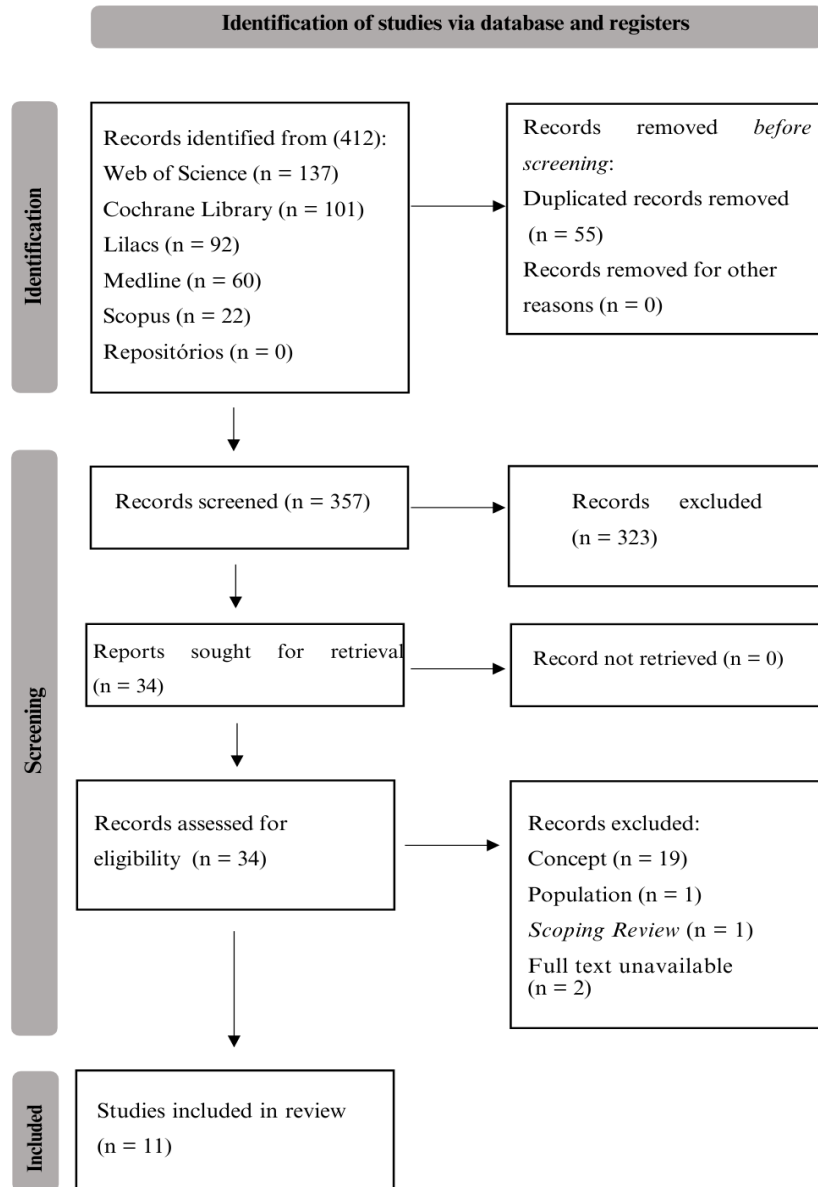 Identification of studies via database and registers
Identification
Records identified from (412):
Web of Science (n = 137)
Cochrane Library (n = 101)
Lilacs (n = 92)
Medline (n = 60)
Scopus (n = 22)
Repositórios (n = 0)
Records removed before
screening:
Duplicated records removed
(n = 55)
Records removed for other
reasons (n = 0)
Screening
Records screened (n = 357)
Records excluded
(n = 323)
Reports sought for retrieval
(n = 34)
Record not retrieved (n = 0)
Records assessed for
eligibility (n = 34)
Records excluded:
Concept (n = 19)
Population (n = 1)
Scoping Review (n = 1)
Full text unavailable
(n = 2)
Included
Studies included in review
(n = 11)